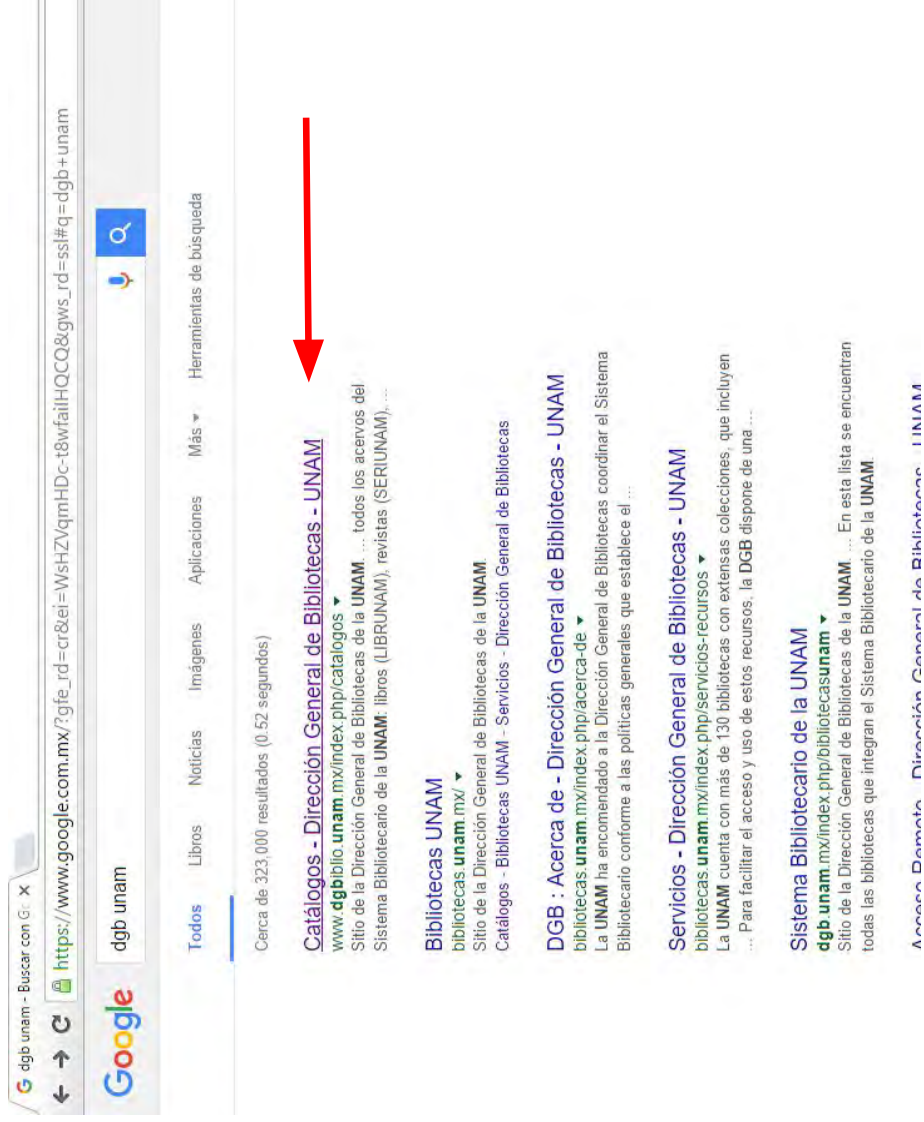 dgb unam - Buscar con G
https://www.google.com.mx/?gfe_rd=cr&ei=WsHZVqmHDc-t8wfailHQCQ&gws_rd=ssl#q=dgb+unam
Google dgb unam
Todos Libros Noticias Imágenes Aplicaciones Más Herramientas de búsqueda
Cerca de 323,000 resultados (0.52 segundos)
Catálogos - Dirección General de Bibliotecas - UNAM
www.dgbiblio.unam.mx/index.php/catalogos
Sitio de la Dirección General de Bibliotecas de la UNAM. ... todos los acervos del
Sistema Bibliotecario de la UNAM: libros (LIBRUNAM), revistas (SERIUNAM), ...
Bibliotecas UNAM
bibliotecas.unam.mx/
Sitio de la Dirección General de Bibliotecas de la UNAM.
Catálogos - Bibliotecas UNAM - Servicios - Dirección General de Bibliotecas
DGB : Acerca de - Dirección General de Bibliotecas - UNAM
bibliotecas.unam.mx/index.php/acerca-de
La UNAM ha encomendado a la Dirección General de Bibliotecas coordinar el Sistema
Bibliotecario conforme a las políticas generales que establece el ...
Servicios - Dirección General de Bibliotecas - UNAM
bibliotecas.unam.mx/index.php/servicios-recursos
La UNAM cuenta con más de 130 bibliotecas con extensas colecciones, que incluyen
... Para facilitar el acceso y uso de estos recursos, la DGB dispone de una ...
Sistema Bibliotecario de la UNAM
dgb.unam.mx/index.php/bibliotecasunam
Sitio de la Dirección General de Bibliotecas de la UNAM. ... En esta lista se encuentran
todas las bibliotecas que integran el Sistema Bibliotecario de la UNAM.
Acceso Remoto - Dirección General de Bibliotecas - UNAM